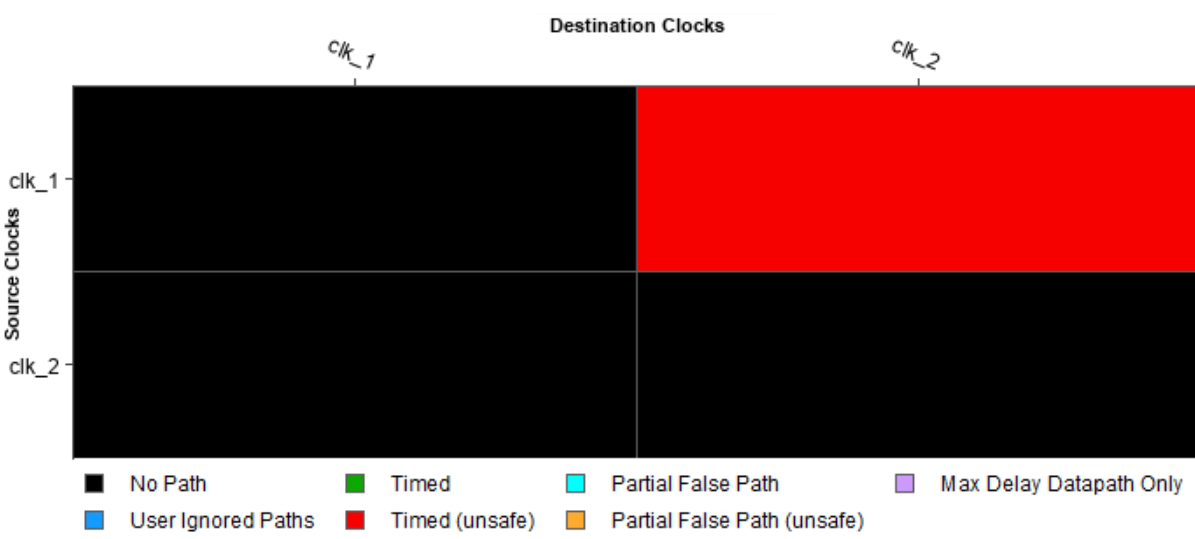 Destination Clocks
clk_1
clk_2
Source Clocks
clk_1
clk_2
No Path
Timed
Partial False Path
Max Delay Datapath Only
User Ignored Paths
Timed (unsafe)
Partial False Path (unsafe)